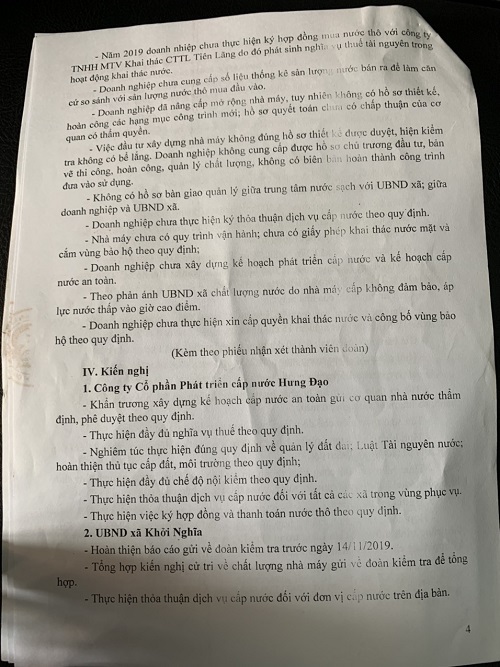 - Năm 2019 doanh nhiệp chưa thực hiện ký hợp đồng mua nước thô với công ty
TNHH MTV Khai thác CTTL Tiên Lãng do đó phát sinh nghĩa vụ thuế tài nguyên trong
hoạt động khai thác nước.
- Doanh nghiệp chưa cung cấp số liệu thống kê sản lượng nước bán ra để làm căn
cứ so sánh với sản lượng nước thô mua đầu vào.
- Doanh nghiệp đã nâng cấp mở rộng nhà máy, tuy nhiên không có hồ sơ thiết kế,
hoàn công các hạng mục công trình mới; hồ sơ quyết toán chưa có chấp thuận của cơ
quan có thẩm quyền.
- Việc đầu tư xây dựng nhà máy không đúng hồ sơ thiết kế được duyệt, hiện kiểm
tra không có bể lắng. Doanh nghiệp không cung cấp được hồ sơ chủ trương đầu tư, bản
vẽ thi công, hoàn công, quản lý chất lượng, không có biên bản hoàn thành công trình
đưa vào sử dụng.
- Không có hồ sơ bàn giao quản lý giữa trung tâm nước sạch với UBND xã; giữa
doanh nghiệp và UBND xã.
- Doanh nghiệp chưa thực hiện ký thỏa thuận dịch vụ cấp nước theo quy định.
- Nhà máy chưa có quy trình vận hành; chưa có giấy phép khai thác nước mặt và
cắm vùng bảo hộ theo quy định;
- Doanh nghiệp chưa xây dựng kế hoạch phát triển cấp nước và kế hoạch cấp
nước an toàn.
- Theo phản ánh UBND xã chất lượng nước do nhà máy cấp không đảm bảo, áp
lực nước thấp vào giờ cao điểm.
- Doanh nghiệp chưa thực hiện xin cấp quyền khai thác nước và công bố vùng bảo
hộ theo quy định.
(Kèm theo phiếu nhận xét thành viên đoàn)
IV. Kiến nghị
1. Công ty Cổ phần Phát triển cấp nước Hưng Đạo
- Khẩn trương xây dựng kế hoạch cấp nước an toàn gửi cơ quan nhà nước thẩm
định, phê duyệt theo quy định.
- Thực hiện đầy đủ nghĩa vụ thuế theo quy định.
- Nghiêm túc thực hiện đúng quy định về quản lý đất đai; Luật Tài nguyên nước;
hoàn thiện thủ tục cấp đất, môi trường theo quy định;
- Thực hiện đầy đủ chế độ nội kiểm theo quy định.
- Thực hiện thỏa thuận dịch vụ cấp nước đối với tất cả các xã trong vùng phục vụ.
- Thực hiện việc ký hợp đồng và thanh toán nước thô theo quy định.
2. UBND xã Khởi Nghĩa
- Hoàn thiện báo cáo gửi về đoàn kiểm tra trước ngày 14/11/2019.
- Tổng hợp kiến nghị cử tri về chất lượng nhà máy gửi về đoàn kiểm tra để tổng
hợp.
- Thực hiện thỏa thuận dịch vụ cấp nước đối với đơn vị cấp nước trên địa bàn.
4